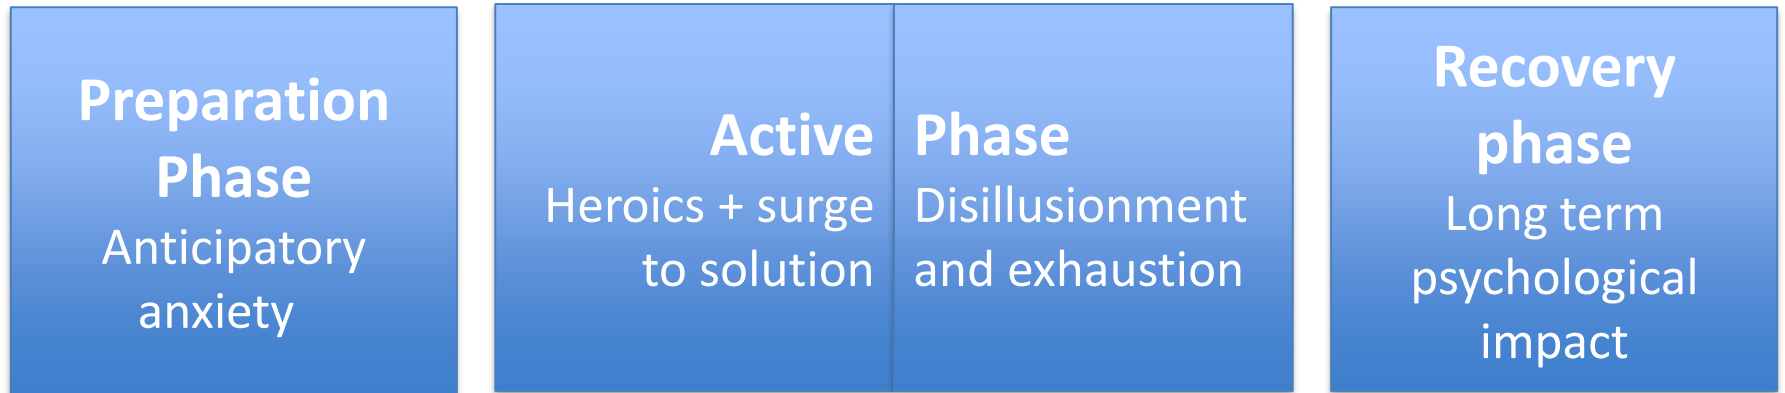 Preparation
Phase
Anticipatory
anxiety
Active Phase
Heroics + surge
to solution
Disillusionment
and exhaustion
Recovery
phase
Long term
psychological
impact